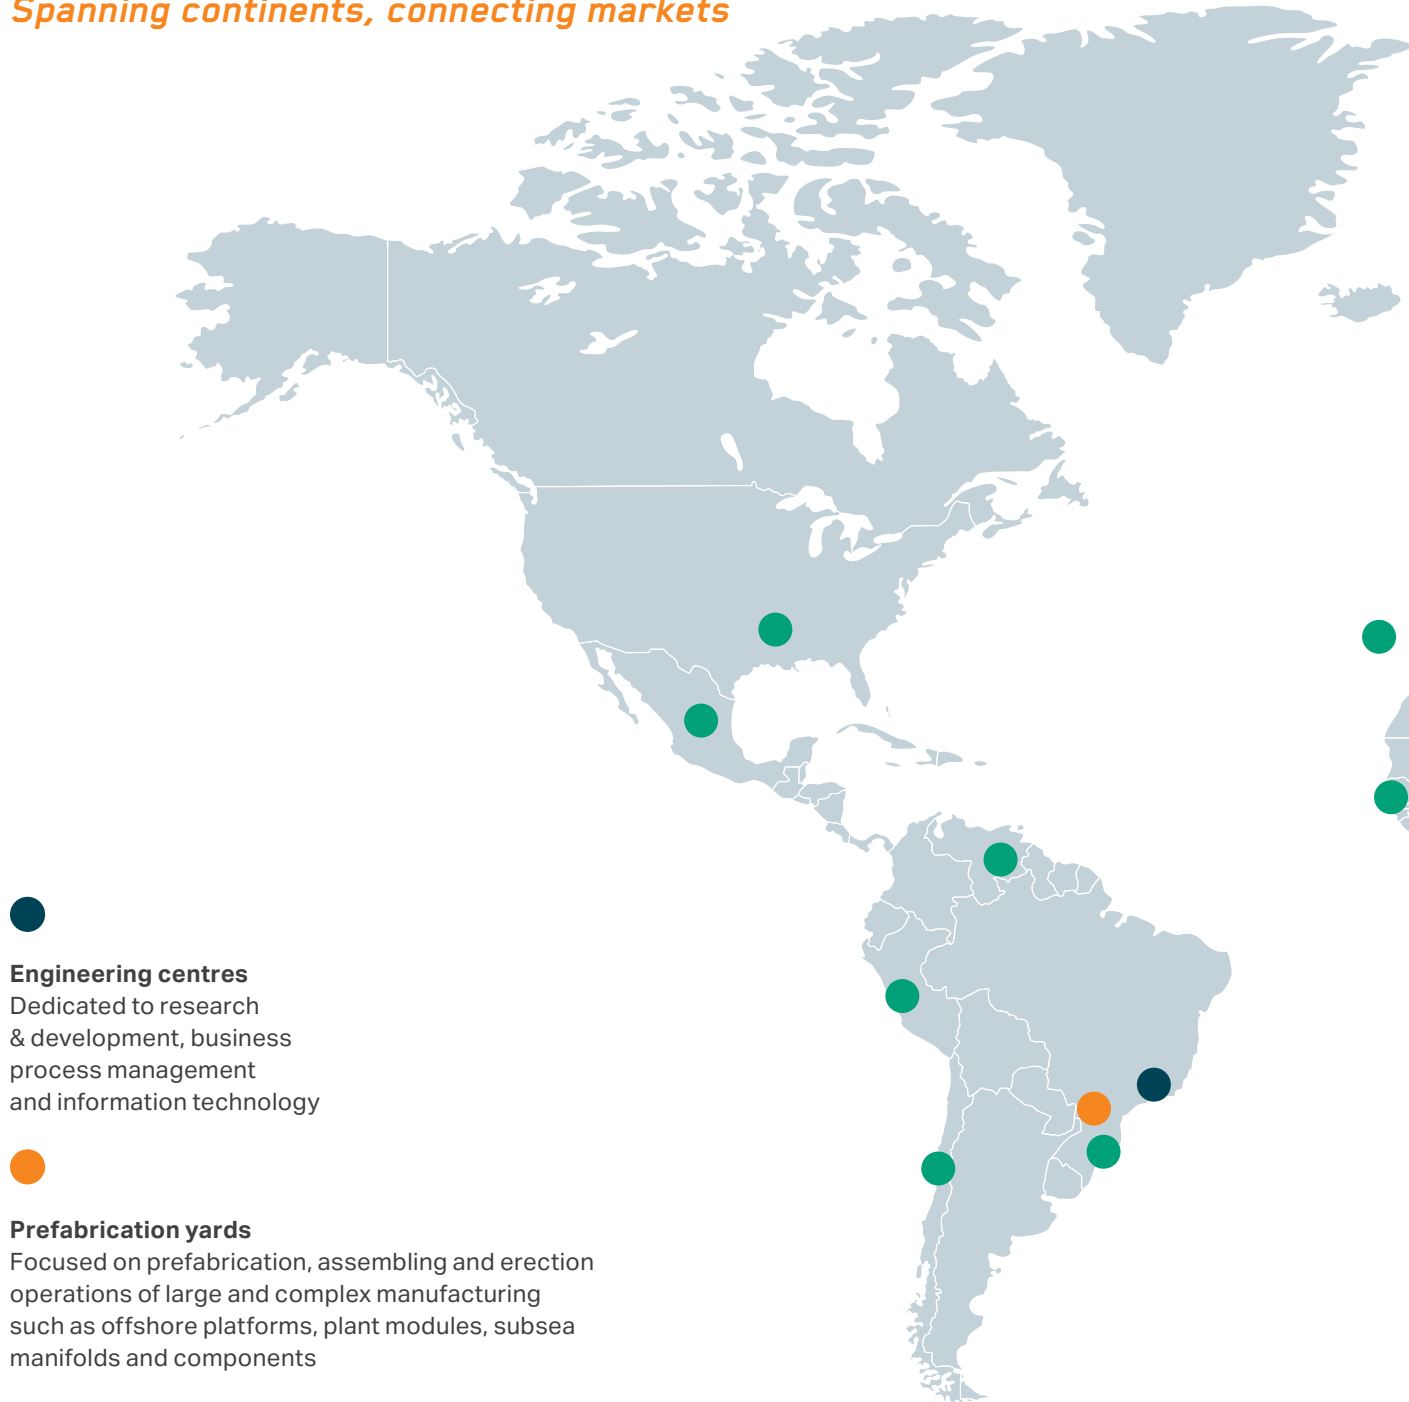 Spanning continents, connecting markets
Engineering centres
Dedicated to research
& development, business
process management
and information technology
Prefabrication yards
Focused on prefabrication, assembling and erection
operations of large and complex manufacturing
such as offshore platforms, plant modules, subsea
manifolds and components